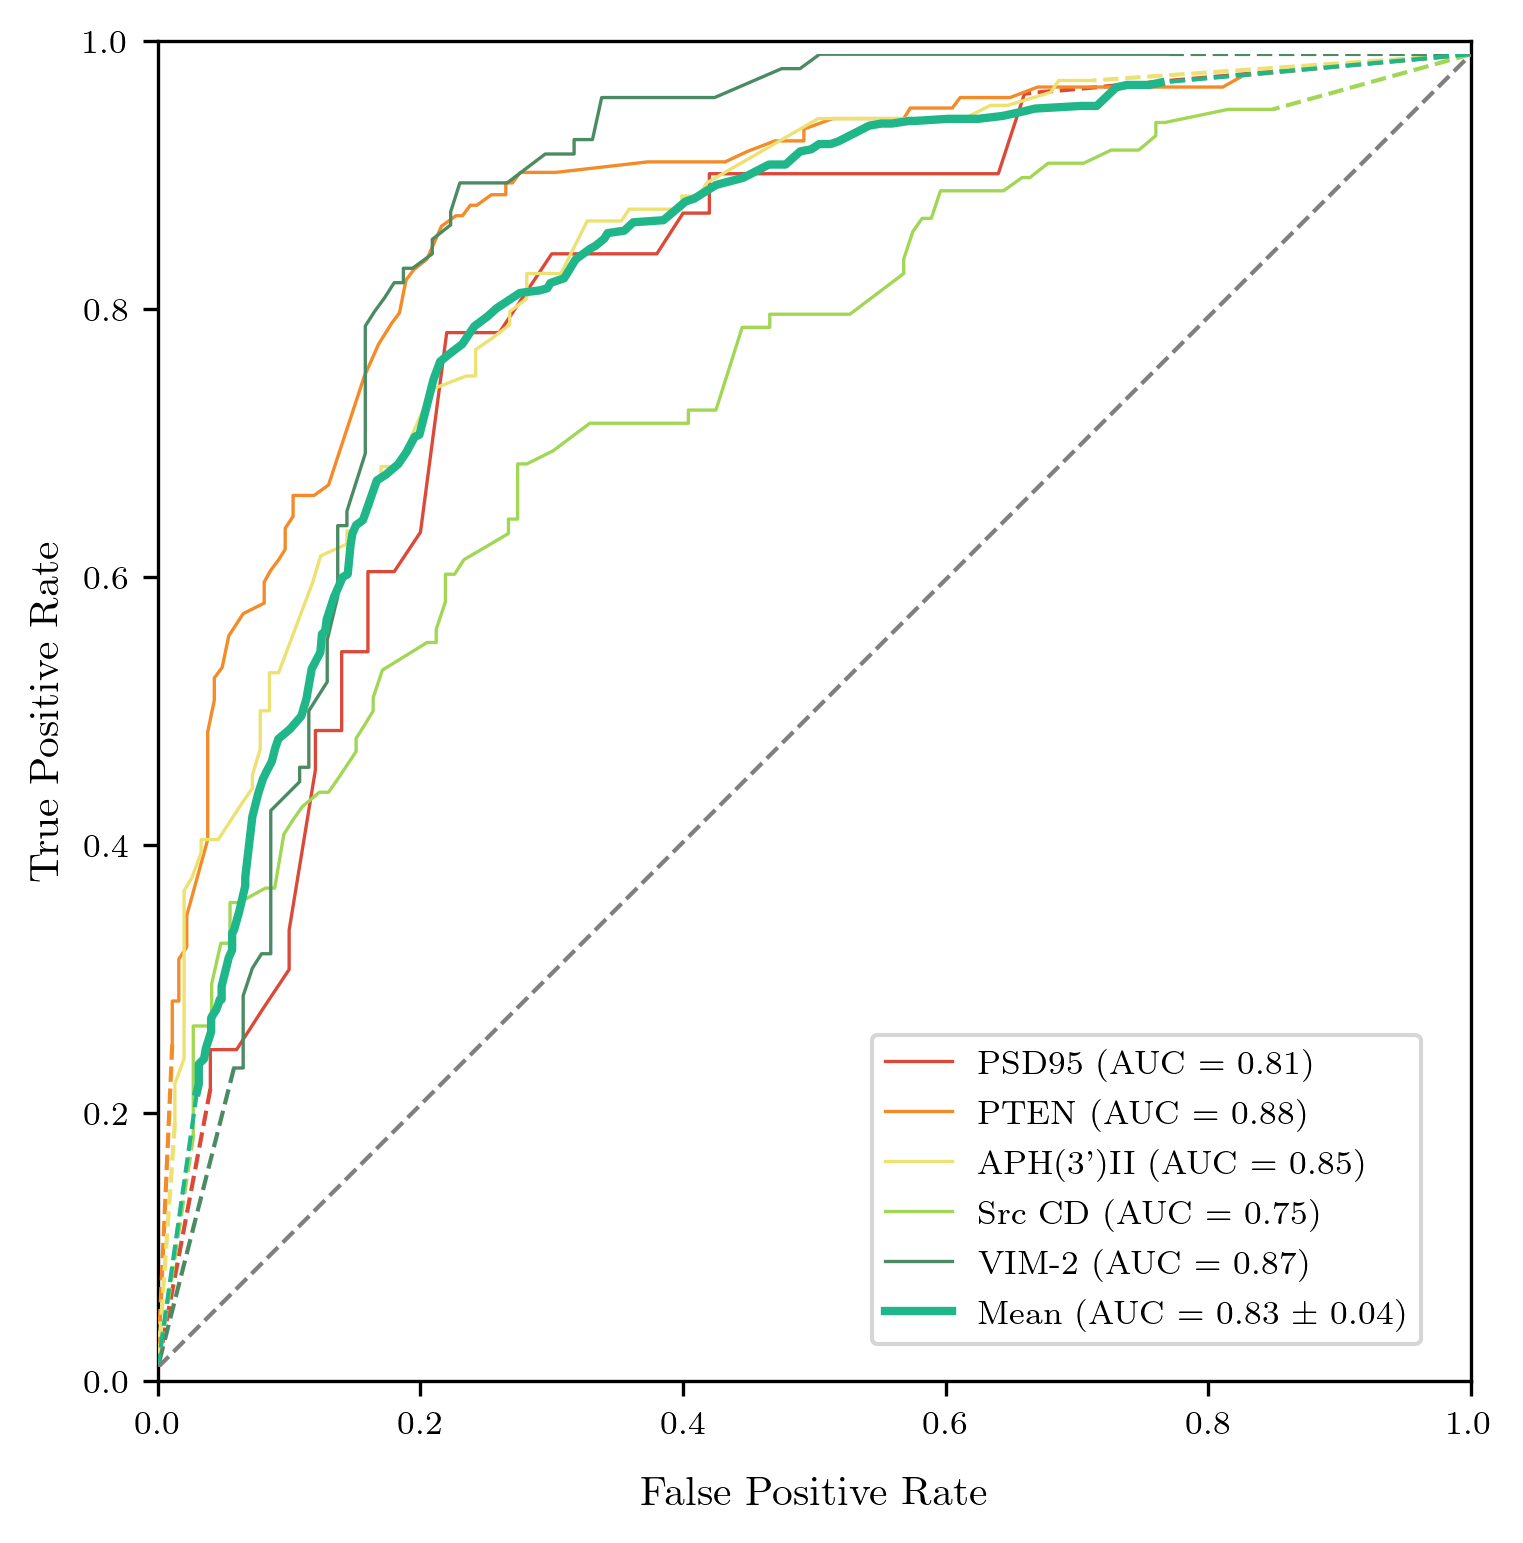 1.0
0.8
0.6
0.4
0.2
0.0
True Positive Rate
0.0 0.2 0.4 0.6 0.8 1.0
False Positive Rate
PSD95 (AUC = 0.81)
PTEN (AUC = 0.88)
APH(3’)II (AUC = 0.85)
Src CD (AUC = 0.75)
VIM-2 (AUC = 0.87)
Mean (AUC = 0.83 ± 0.04)